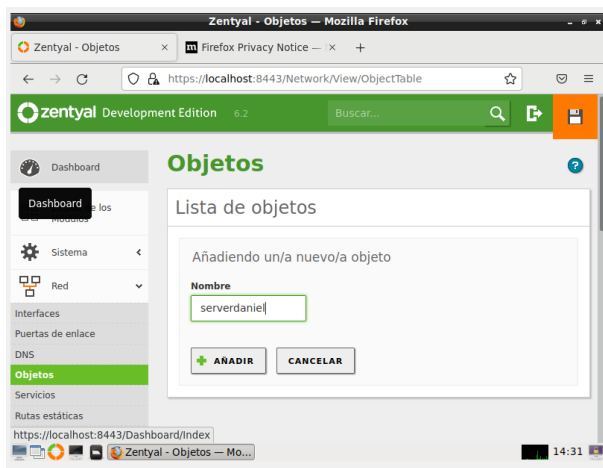 Zentyal - Objetos — Mozilla Firefox
Zentyal - Objetos
Firefox Privacy Notice —
https://localhost:8443/Network/View/ObjectTable
zentyal Development Edition 6.2
Buscar...
Objetos
Dashboard
Dashboard
e los
Lista de objetos
Sistema
Añadiendo un/a nuevo/a objeto
Red
Nombre
serverdaniel
Interfaces
Puertas de enlace
DNS
AÑADIR CANCELAR
Objetos
Servicios
Rutas estáticas
https://localhost:8443/Dashboard/Index
Zentyal - Objetos — Mo...
14:31